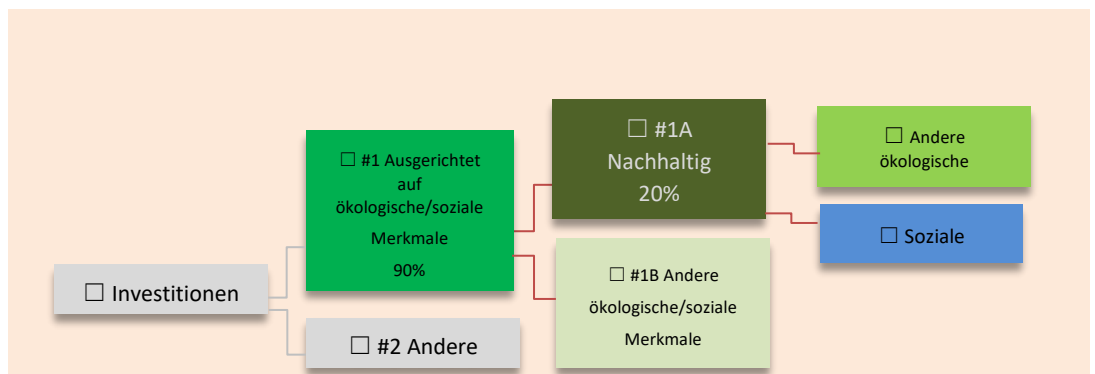 ☐ Investitionen
☐ #1 Ausgerichtet
auf
ökologische/soziale
Merkmale
90%
☐ #2 Andere
☐ #1A
Nachhaltig
20%
☐ #1B Andere
ökologische/soziale
Merkmale
☐ Andere
ökologische
☐ Soziale